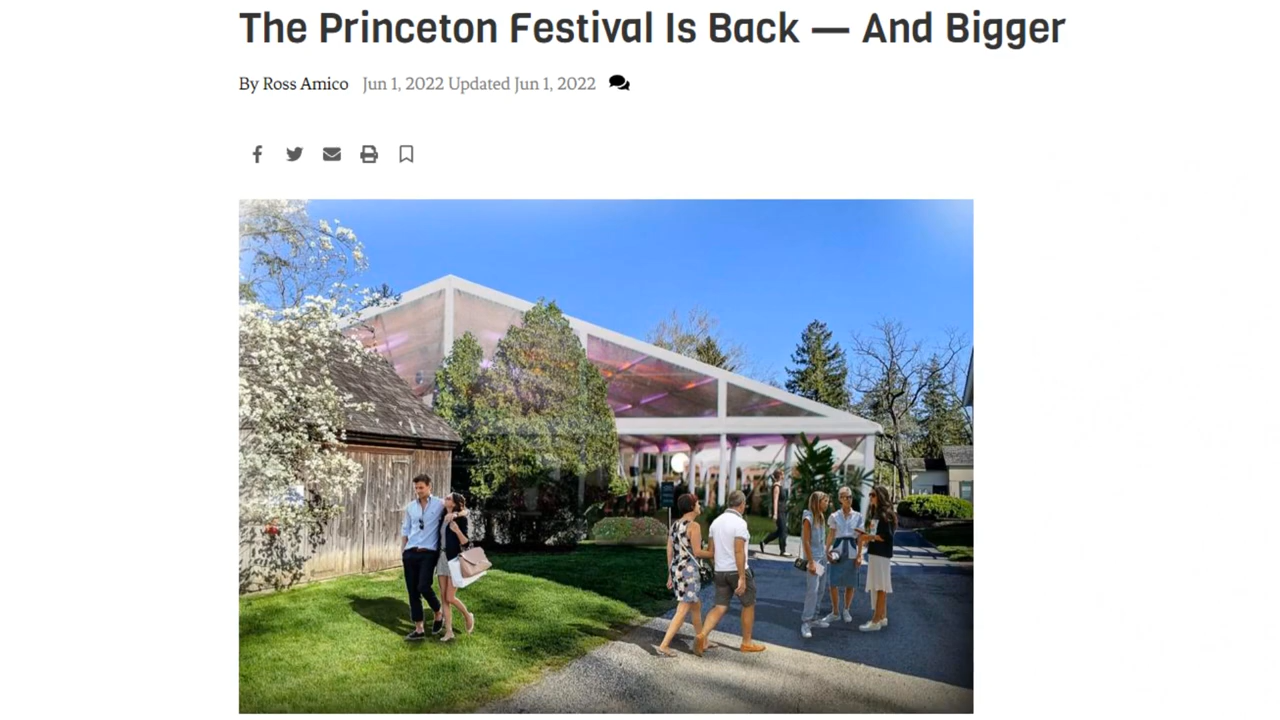 The Princeton Festival Is Back — And Bigger
By Ross Amico Jun 1, 2022 Updated Jun 1, 2022